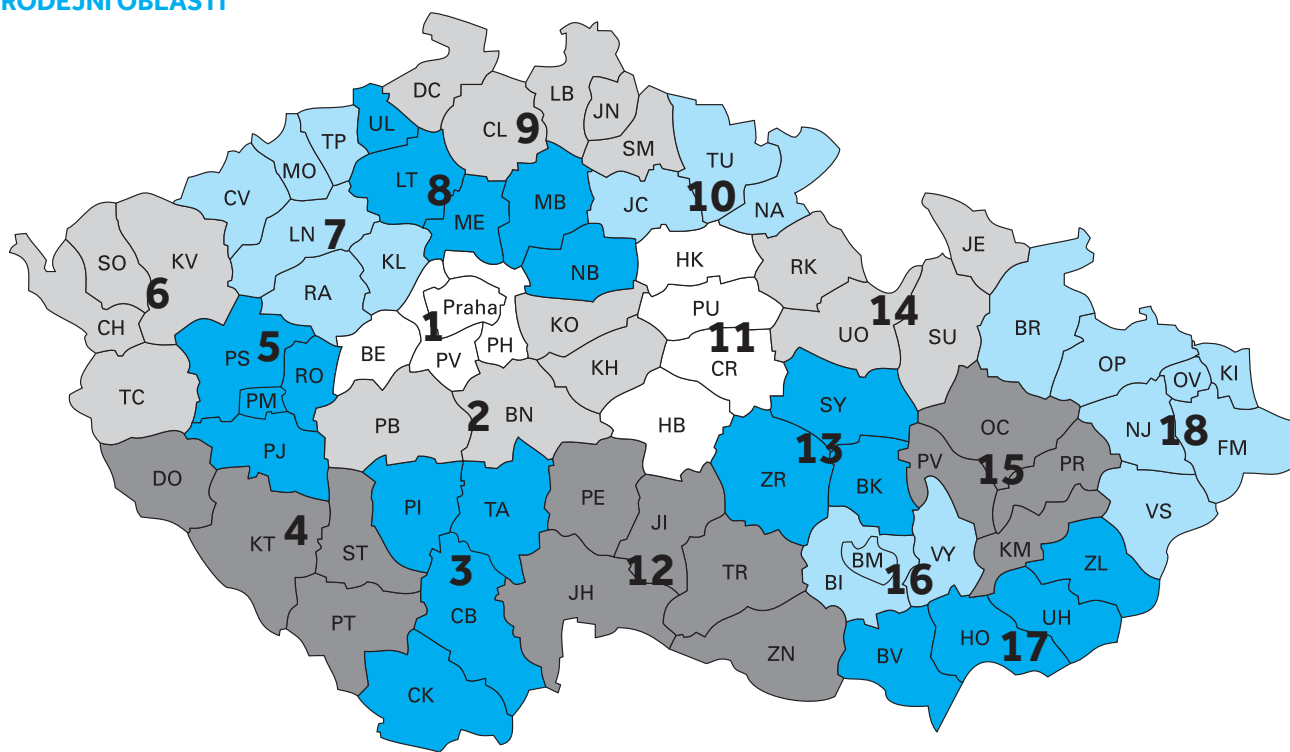 RODEJNÍ OBLASTI
DC
LB
JN
UL
CL
9
TP
SM
MO
TU
LT
8
CV
MB
JC
10
NA
ME
LN
7
JE
SO
KV
KL
HK
RK
NB
6
RA
Praha
PU
14
CH
1
KO
UO
SU
BR
PS
5
BE
PV
PH
11
OP
RO
KH
CR
OV
KI
TC
PM
SY
PB
2
BN
HB
OC
NJ
18
FM
PJ
13
PV
15
PR
DO
ZR
BK
PI
TA
PE
VS
JI
KT
4
ST
KM
VY
BM
16
BI
ZL
3
12
TR
JH
CB
UH
PT
HO
17
ZN
BV
CK